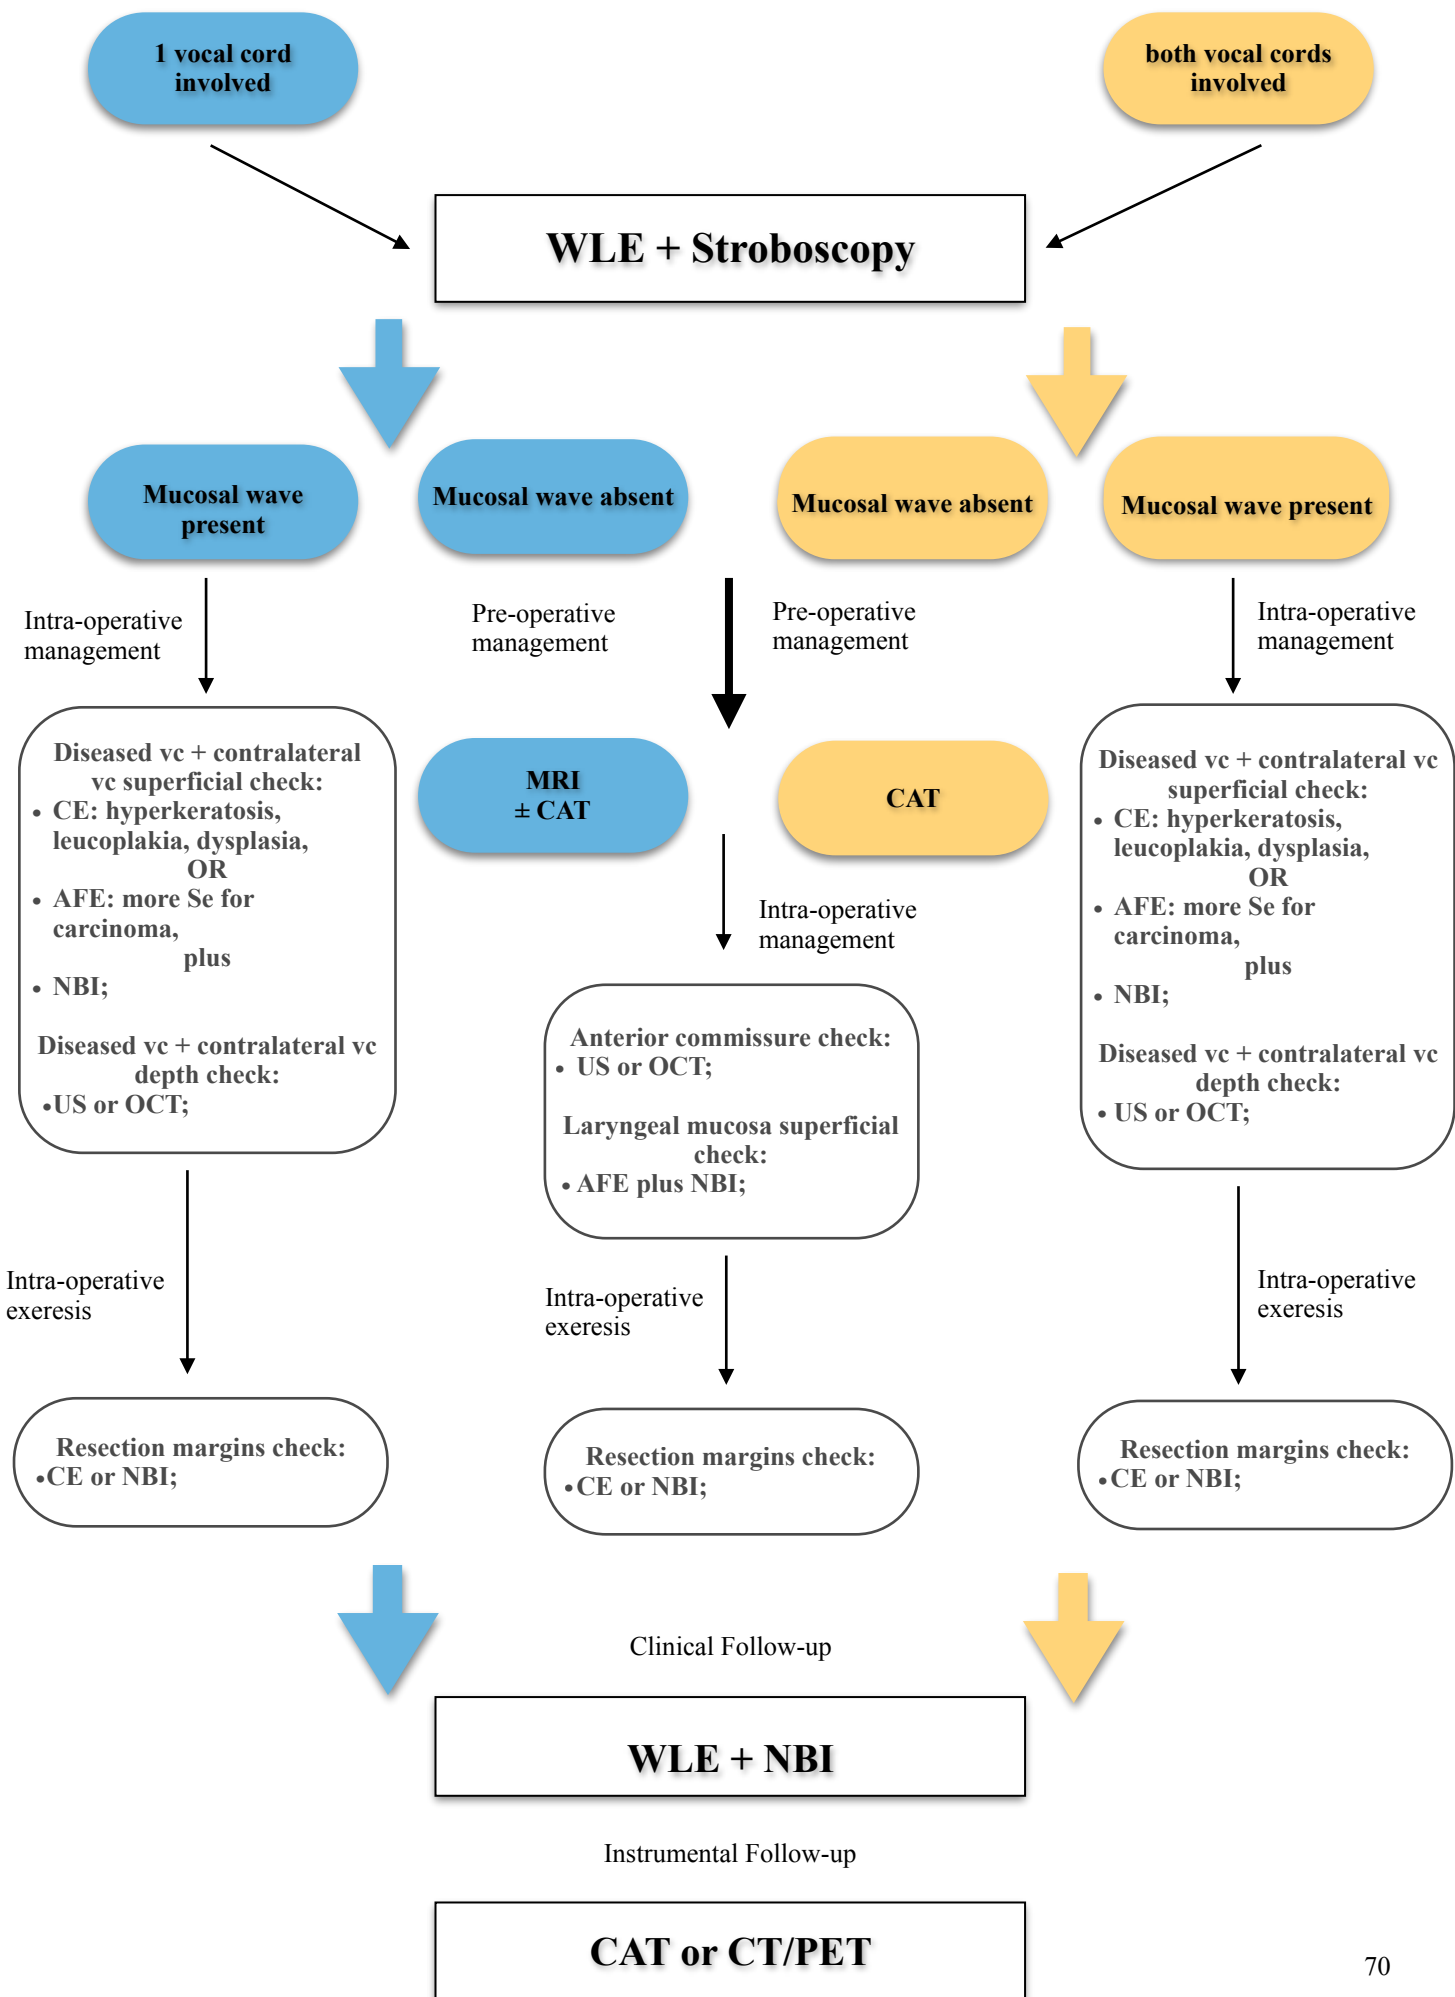 1 vocal cord
involved
both vocal cords
involved
WLE + Stroboscopy
Mucosal wave
present
Mucosal wave absent
Mucosal wave absent
Mucosal wave present
Intra-operative
management
Pre-operative
management
Pre-operative
management
Intra-operative
management
Diseased vc + contralateral
vc superficial check:
• CE: hyperkeratosis,
leucoplakia, dysplasia,
OR
• AFE: more Se for
carcinoma,
plus
• NBI;
Diseased vc + contralateral vc
depth check:
•US or OCT;
MRI
± CAT
CAT
Intra-operative
management
Anterior commissure check:
• US or OCT;
Laryngeal mucosa superficial
check:
• AFE plus NBI;
Diseased vc + contralateral vc
superficial check:
• CE: hyperkeratosis,
leucoplakia, dysplasia,
OR
• AFE: more Se for
carcinoma,
plus
• NBI;
Diseased vc + contralateral vc
depth check:
• US or OCT;
Intra-operative
exeresis
Intra-operative
exeresis
Intra-operative
exeresis
Resection margins check:
•CE or NBI;
Resection margins check:
•CE or NBI;
Resection margins check:
•CE or NBI;
Clinical Follow-up
WLE + NBI
Instrumental Follow-up
CAT or CT/PET
70